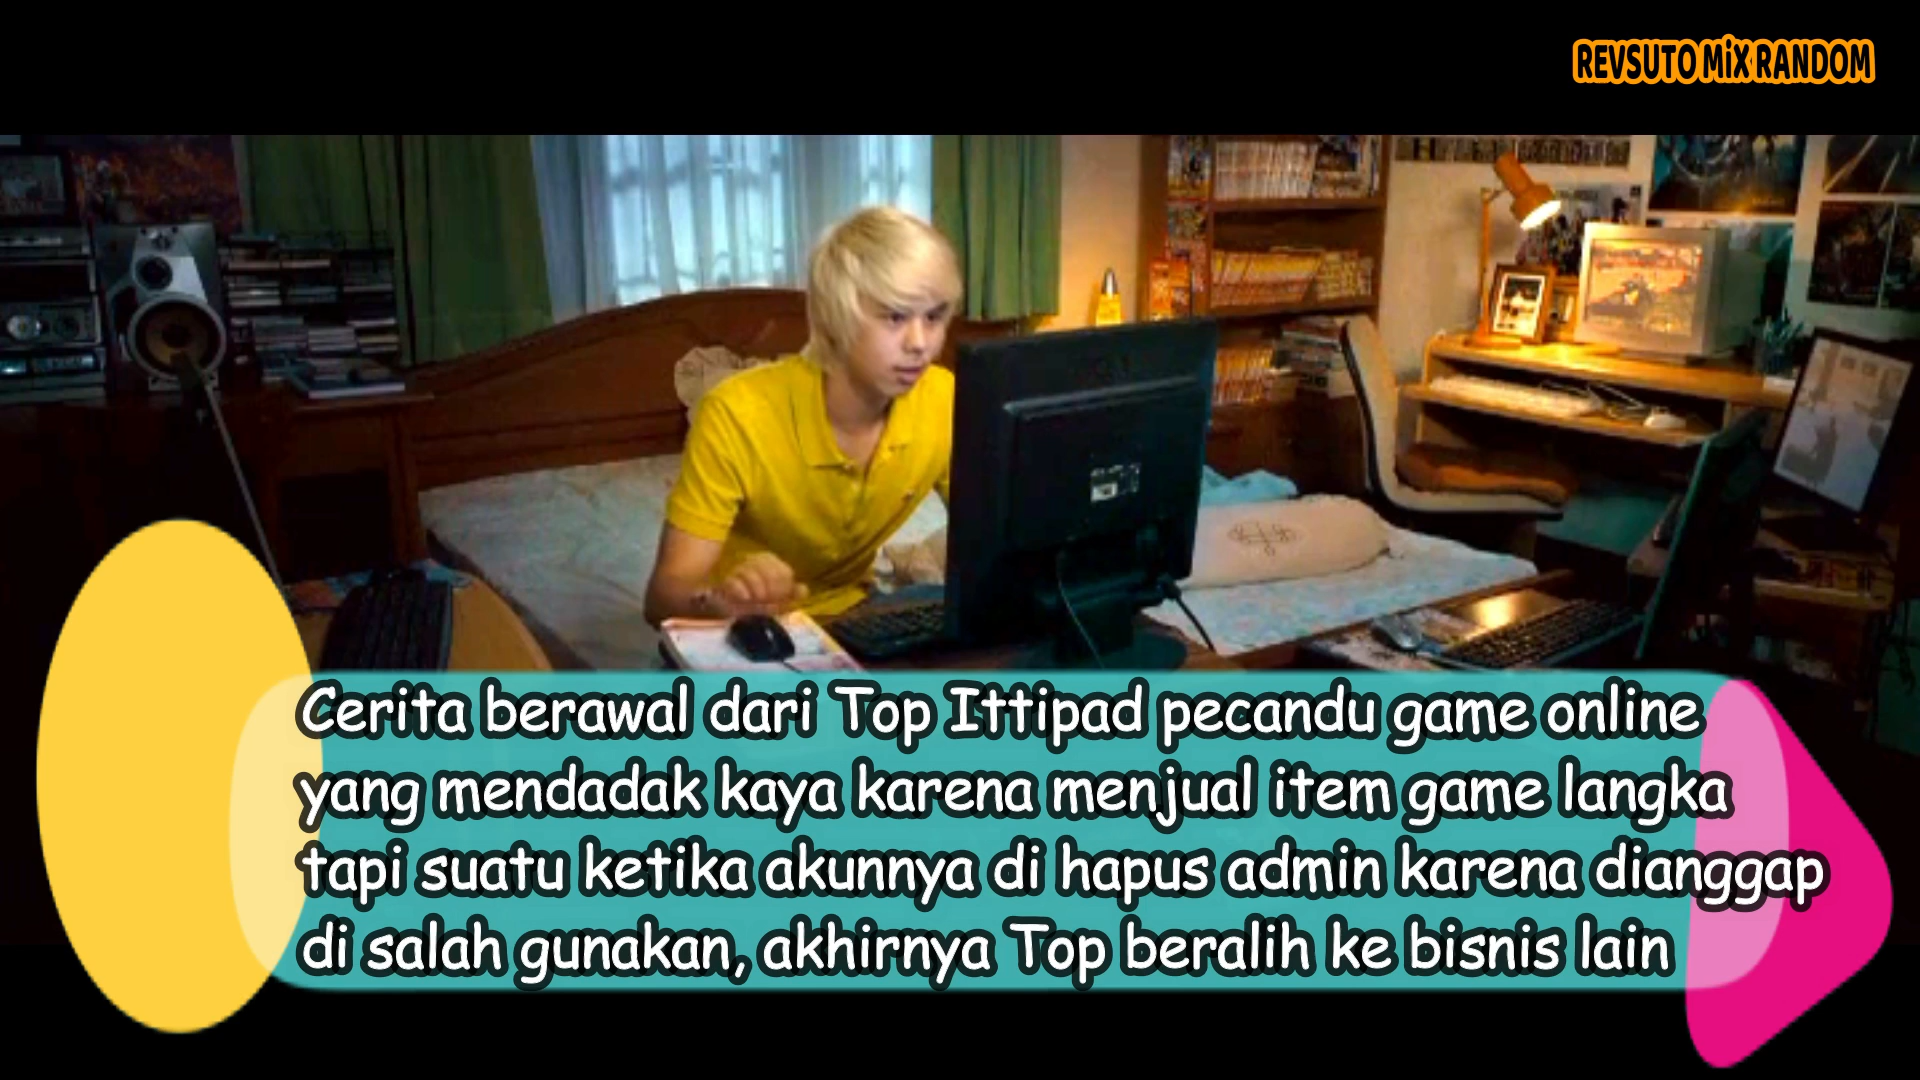 REVSUTO MiX RANDOM
Cerita berawal dari Top Ittipad pecandu game online
yang mendadak kaya karena menjual item game langka
tapi suatu ketika akunnya di hapus admin karena dianggap
di salah gunakan, akhirnya Top beralih ke bisnis lain